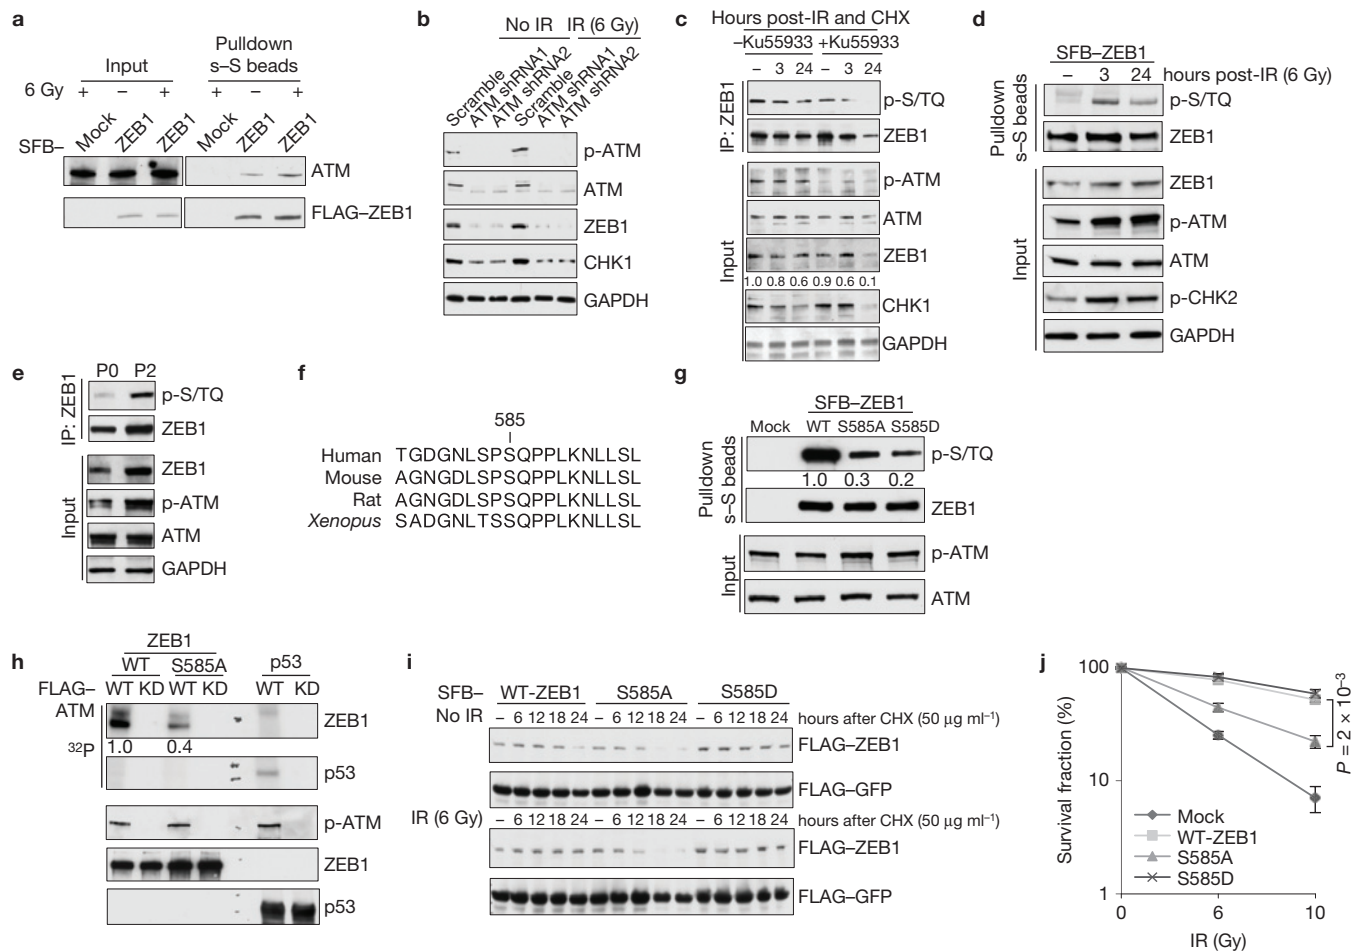 a
Input
Pulldown
s–S beads
6 Gy + – + + – +
SFB– Mock ZEB1 ZEB1 Mock ZEB1 ZEB1
ATM
FLAG–ZEB1
b
No IR IR (6 Gy)
Scramble ATM shRNA1 ATM shRNA2 Scramble ATM shRNA1 ATM shRNA2
p-ATM
ATM
ZEB1
CHK1
GAPDH
c
Hours post-IR and CHX
–Ku55933 +Ku55933
– 3 24 – 3 24
IP: ZEB1
p-S/TQ
ZEB1
Input
p-ATM
ATM
ZEB1
1.0 0.8 0.6 0.9 0.6 0.1
CHK1
GAPDH
d
SFB–ZEB1
– 3 24 hours post-IR (6 Gy)
Pulldown
s–S beads
p-S/TQ
ZEB1
Input
ZEB1
p-ATM
ATM
p-CHK2
GAPDH
e
P0 P2
IP: ZEB1
p-S/TQ
ZEB1
Input
ZEB1
p-ATM
ATM
GAPDH
f
585
Human TGDGNLSPSQPPLKNLLSL
Mouse AGNGDLSPSQPPLKNLLSL
Rat AGNGDLSPSQPPLKNLLSL
Xenopus SADGNLTSSQPPLKNLLSL
g
SFB–ZEB1
Mock WT S585A S585D
Pulldown
s–S beads
p-S/TQ
1.0 0.3 0.2
ZEB1
Input
p-ATM
ATM
h
ZEB1
WT S585A p53
FLAG–ATM WT KD WT KD WT KD
32P
ZEB1
1.0 0.4
p53
p-ATM
ZEB1
p53
i
SFB– WT-ZEB1 S585A S585D
No IR – 6 12 18 24 – 6 12 18 24 – 6 12 18 24 hours after CHX (50 µg ml–1)
FLAG–ZEB1
FLAG–GFP
IR (6 Gy) – 6 12 18 24 – 6 12 18 24 – 6 12 18 24 hours after CHX (50 µg ml–1)
FLAG–ZEB1
FLAG–GFP
j
Survival fraction (%)
100
10
1
Mock
WT-ZEB1
S585A
S585D
P = 2 × 10–3
0 6 10
IR (Gy)